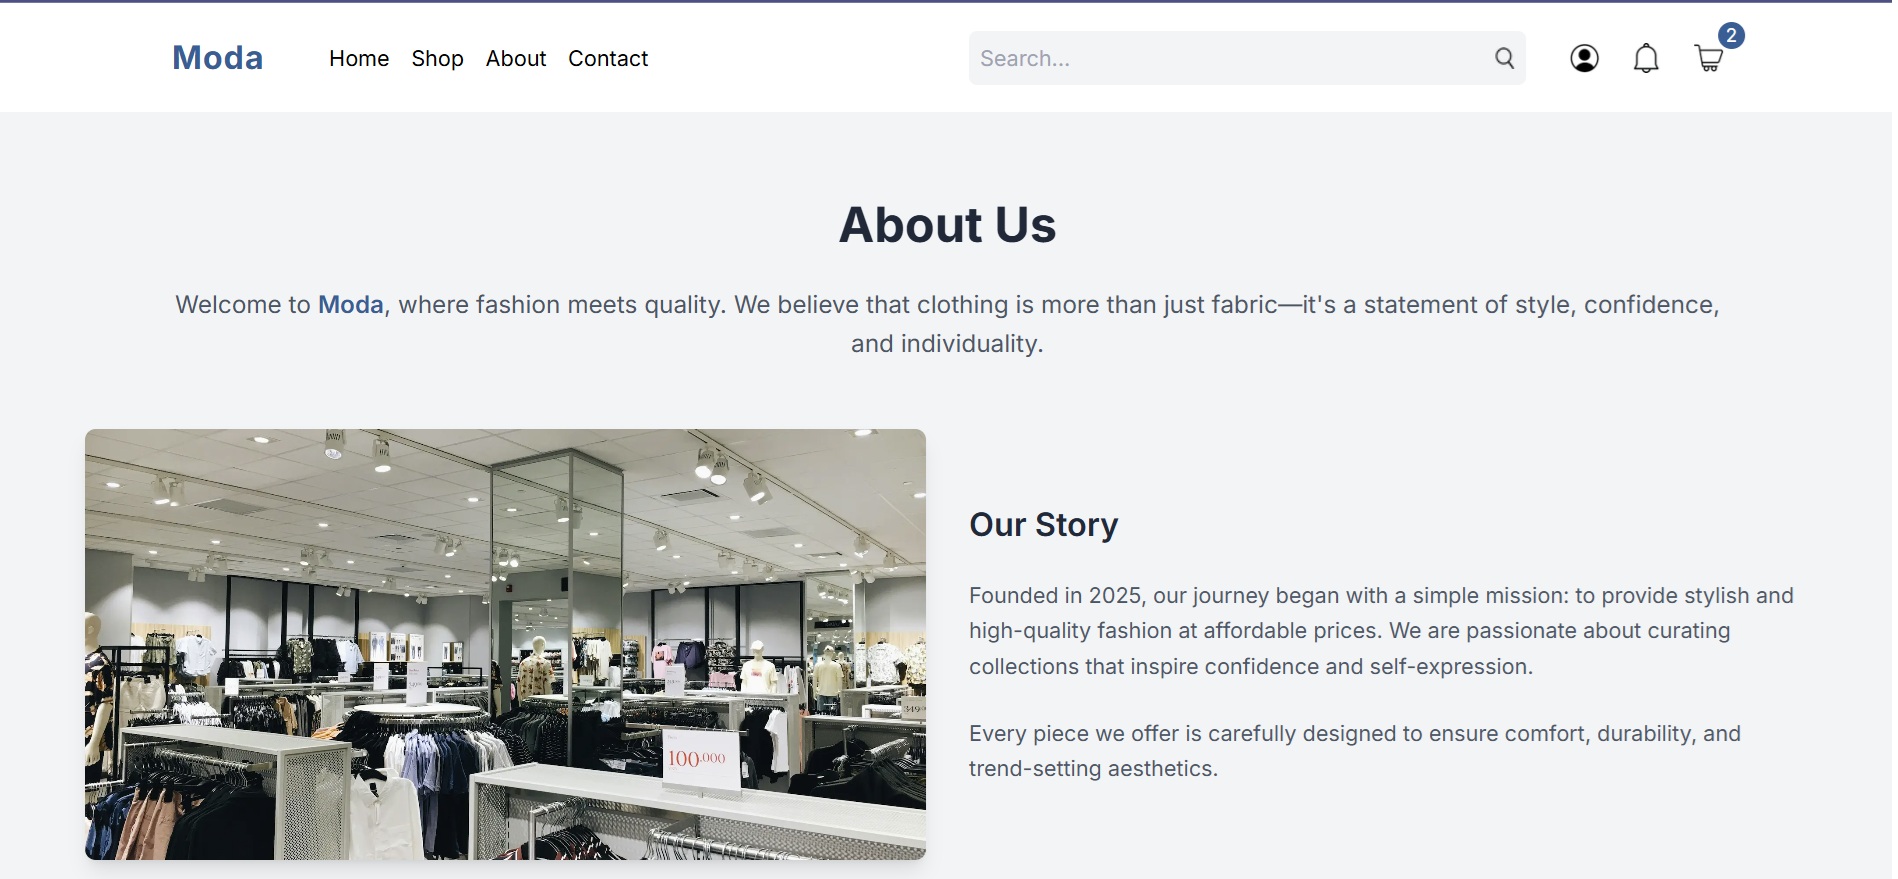 Moda
Home Shop About Contact
Search...
2
About Us
Welcome to Moda, where fashion meets quality. We believe that clothing is more than just fabric—it's a statement of style, confidence,
and individuality.
Our Story
Founded in 2025, our journey began with a simple mission: to provide stylish and
high-quality fashion at affordable prices. We are passionate about curating
collections that inspire confidence and self-expression.
Every piece we offer is carefully designed to ensure comfort, durability, and
trend-setting aesthetics.
100.000
349